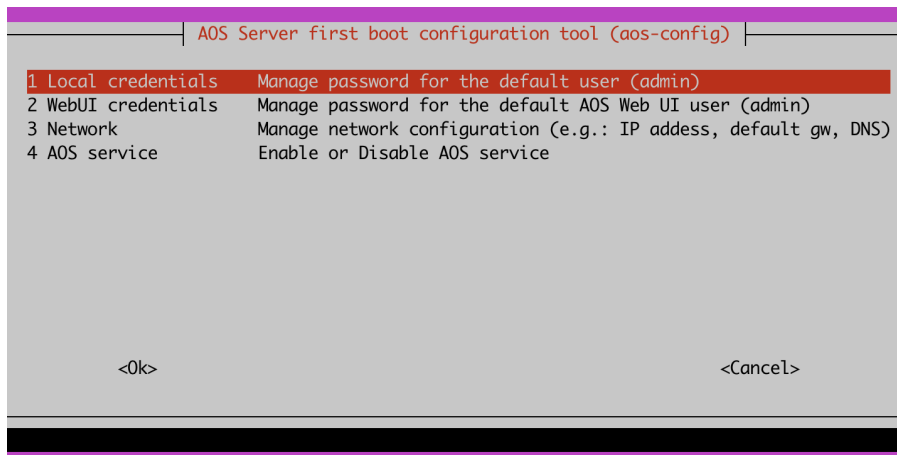 AOS Server first boot configuration tool (aos-config)
1 Local credentials Manage password for the default user (admin)
2 WebUI credentials Manage password for the default AOS Web UI user (admin)
3 Network Manage network configuration (e.g.: IP addess, default gw, DNS)
4 AOS service Enable or Disable AOS service
<Ok> <Cancel>